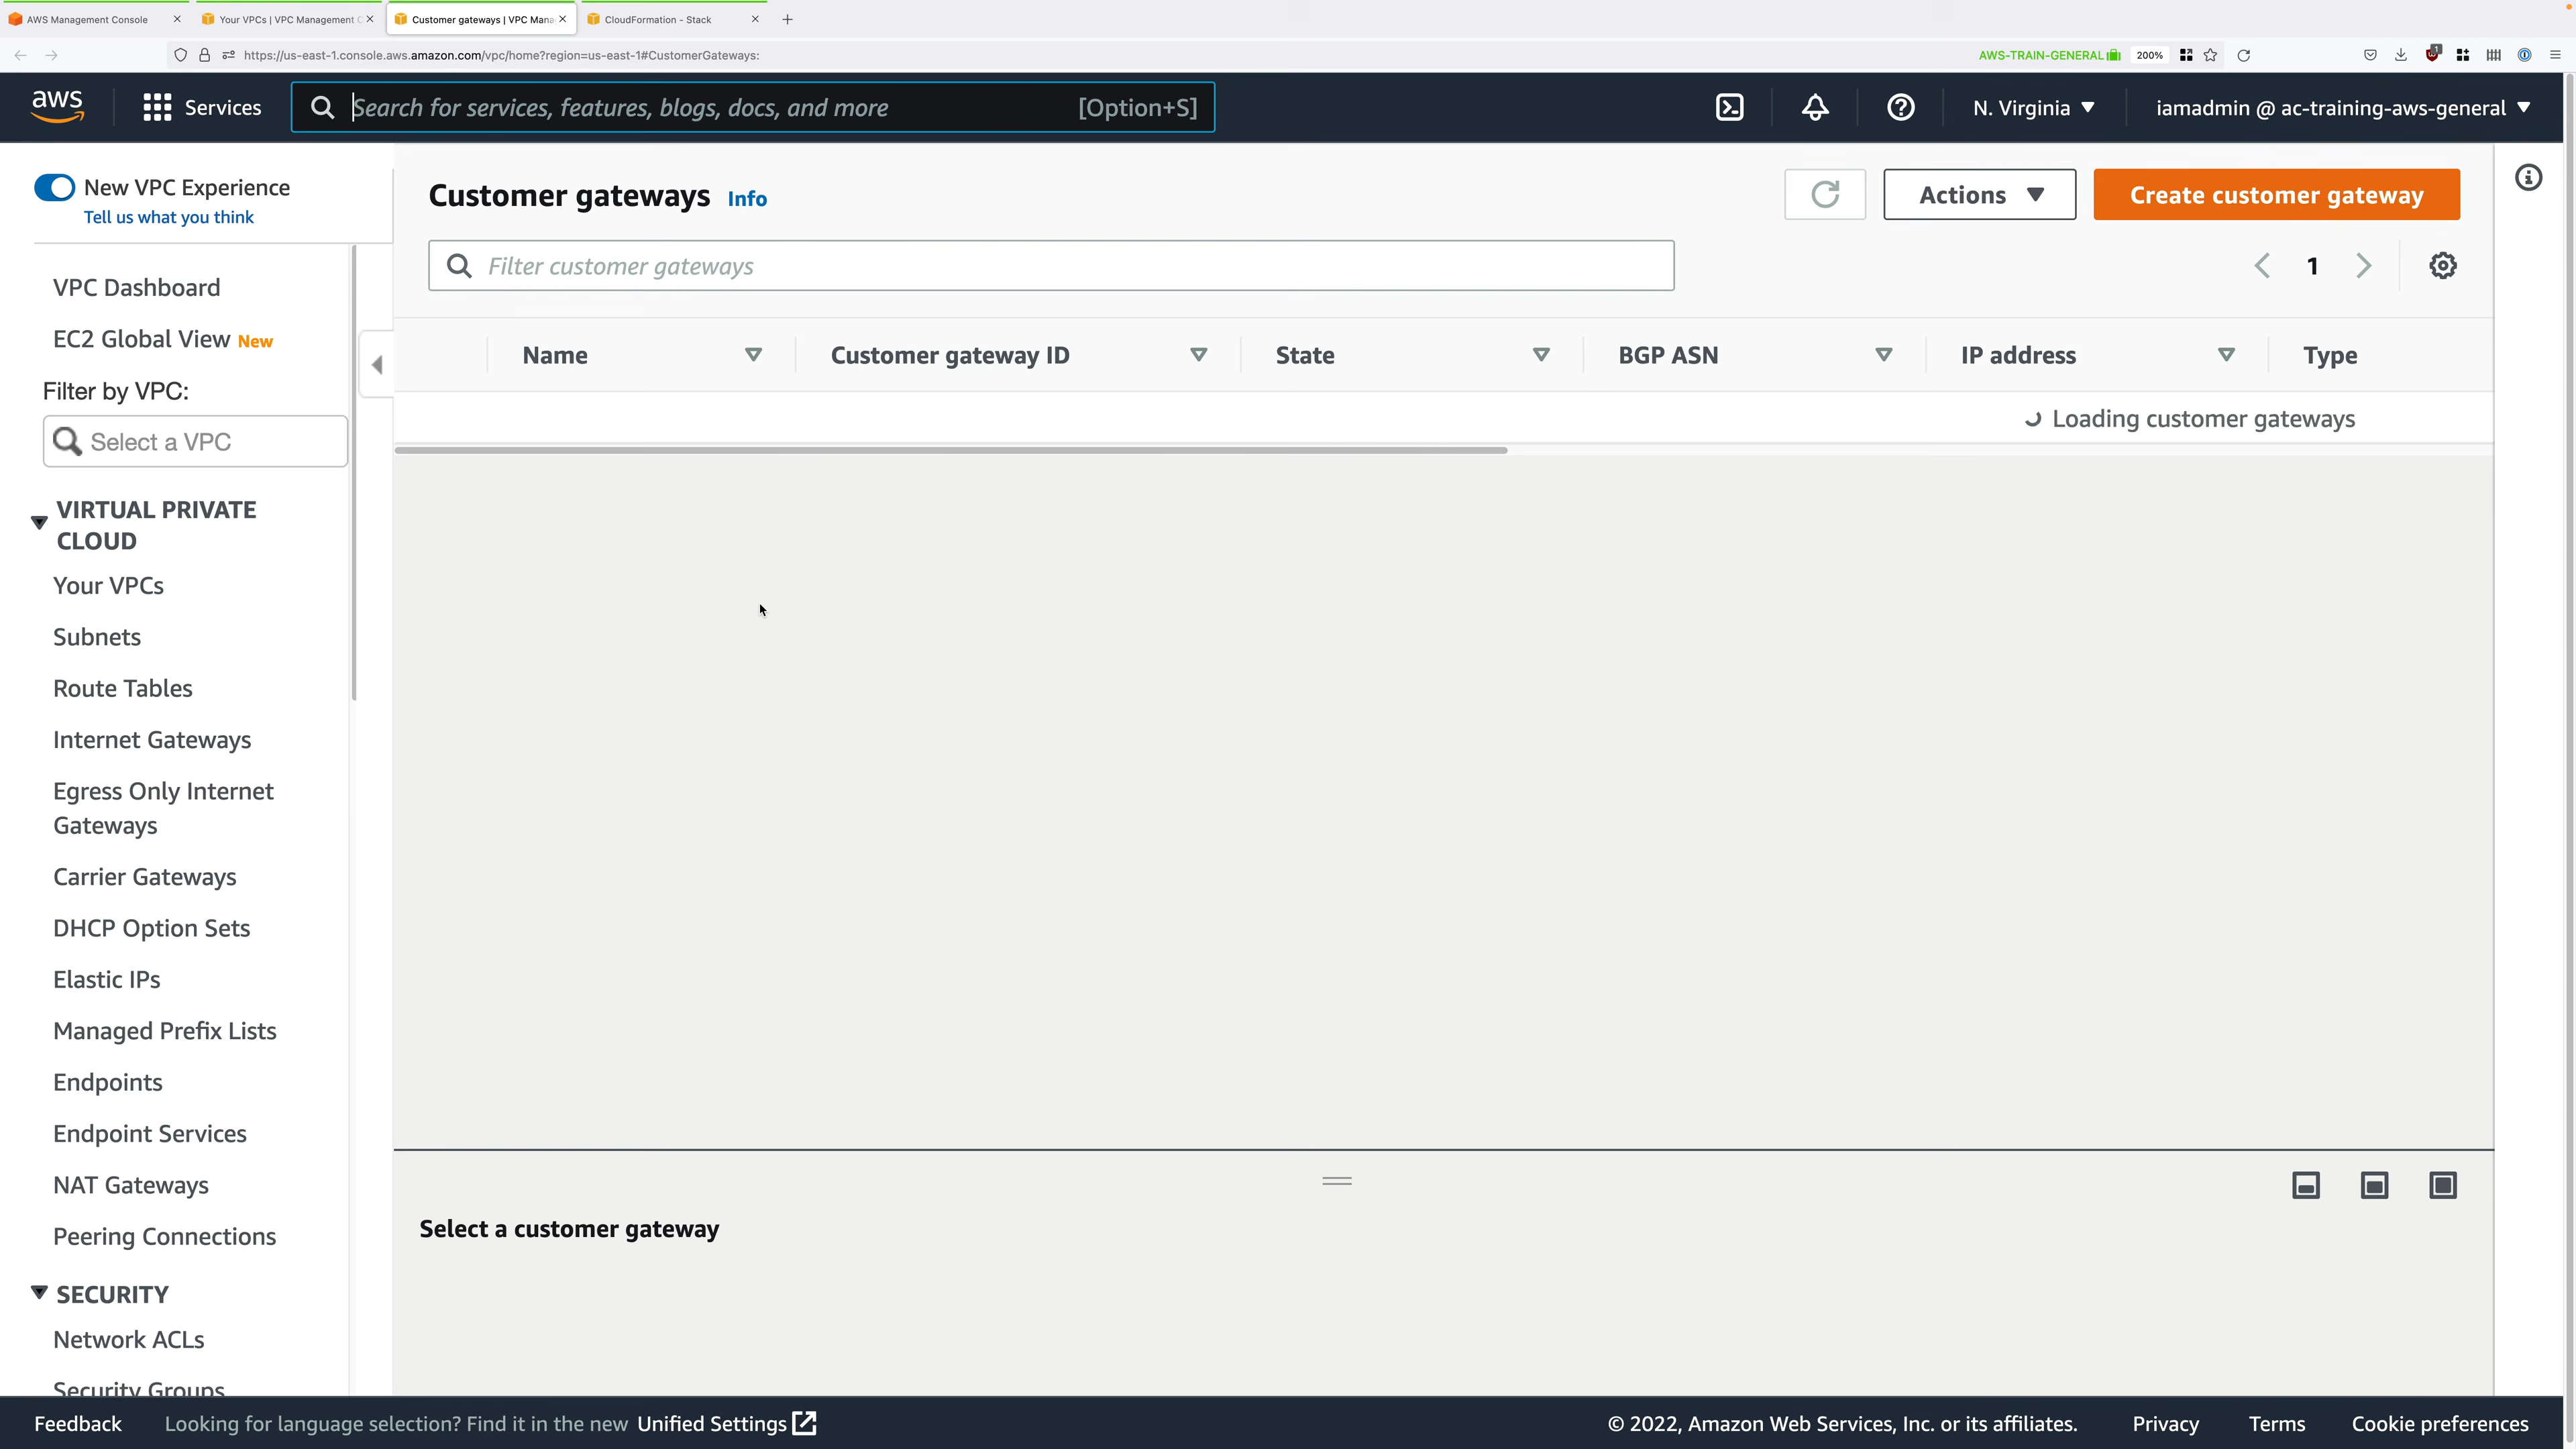 AWS Management Console
Your VPCs | VPC Management C
Customer gateways | VPC Mana
CloudFormation - Stack
https://us-east-1.console.aws.amazon.com/vpc/home?region=us-east-1#CustomerGateways:
AWS-TRAIN-GENERAL
200%
1
aws
Services
Search for services, features, blogs, docs, and more
[Option+S]
N. Virginia
iamadmin @ ac-training-aws-general
New VPC Experience
Tell us what you think
VPC Dashboard
EC2 Global View New
Filter by VPC:
Select a VPC
VIRTUAL PRIVATE
CLOUD
Your VPCs
Subnets
Route Tables
Internet Gateways
Egress Only Internet
Gateways
Carrier Gateways
DHCP Option Sets
Elastic IPs
Managed Prefix Lists
Endpoints
Endpoint Services
NAT Gateways
Peering Connections
SECURITY
Network ACLs
Security Groups
Customer gateways Info
Actions
Create customer gateway
Filter customer gateways
1
Name
Customer gateway ID
State
BGP ASN
IP address
Type
Loading customer gateways
Select a customer gateway
Feedback
Looking for language selection? Find it in the new Unified Settings
© 2022, Amazon Web Services, Inc. or its affiliates.
Privacy
Terms
Cookie preferences